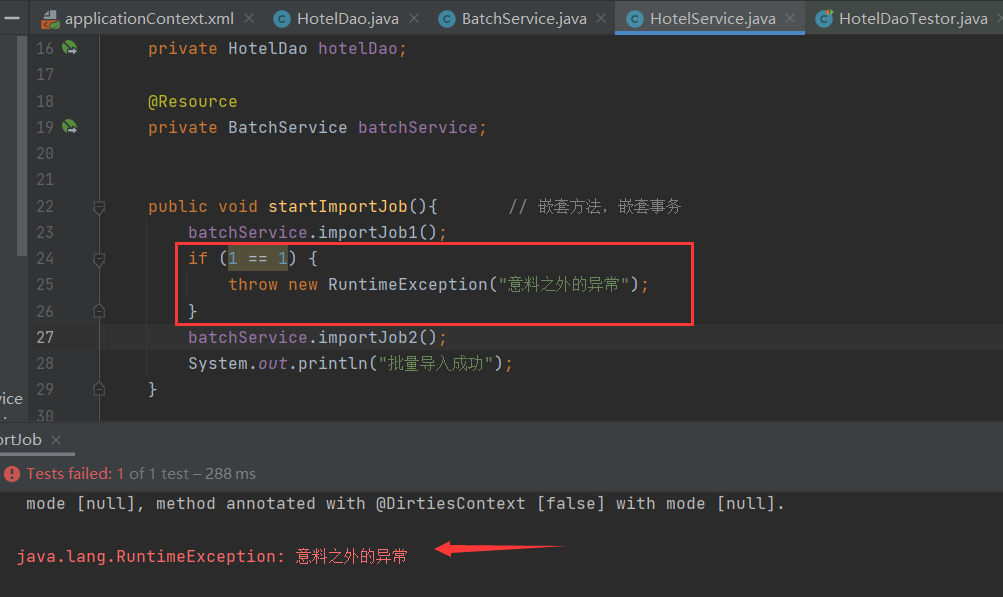 applicationContext.xml HotelDao.java BatchService.java HotelService.java HotelDaoTestor.java
16 private HotelDao hotelDao;
17
18 @Resource
19 private BatchService batchService;
20
21
22 public void startImportJob(){ // 嵌套方法，嵌套事务
23 batchService.importJob1();
24 if (1 == 1) {
25 throw new RuntimeException("意料之外的异常");
26 }
27 batchService.importJob2();
28 System.out.println("批量导入成功");
29 }
vice
30
ortJob
Tests failed: 1 of 1 test – 288 ms
mode [null], method annotated with @DirtiesContext [false] with mode [null].
java.lang.RuntimeException: 意料之外的异常